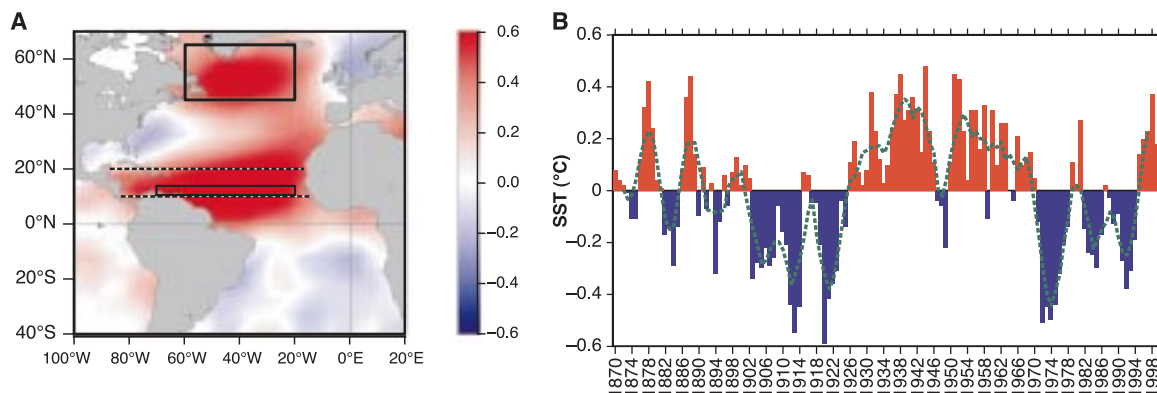 A
60°N
40°N
20°N
0°N
20°S
40°S
100°W 80°W 60°W 40°W 20°W 0°E 20°E
0.6
0.4
0.2
0.0
−0.2
−0.4
−0.6
B
SST (°C)
0.6
0.4
0.2
0
−0.2
−0.4
−0.6
1870 1874 1878 1882 1886 1890 1894 1898 1902 1906 1910 1914 1918 1922 1926 1930 1934 1938 1942 1946 1950 1954 1958 1962 1966 1970 1974 1978 1982 1986 1990 1994 1998